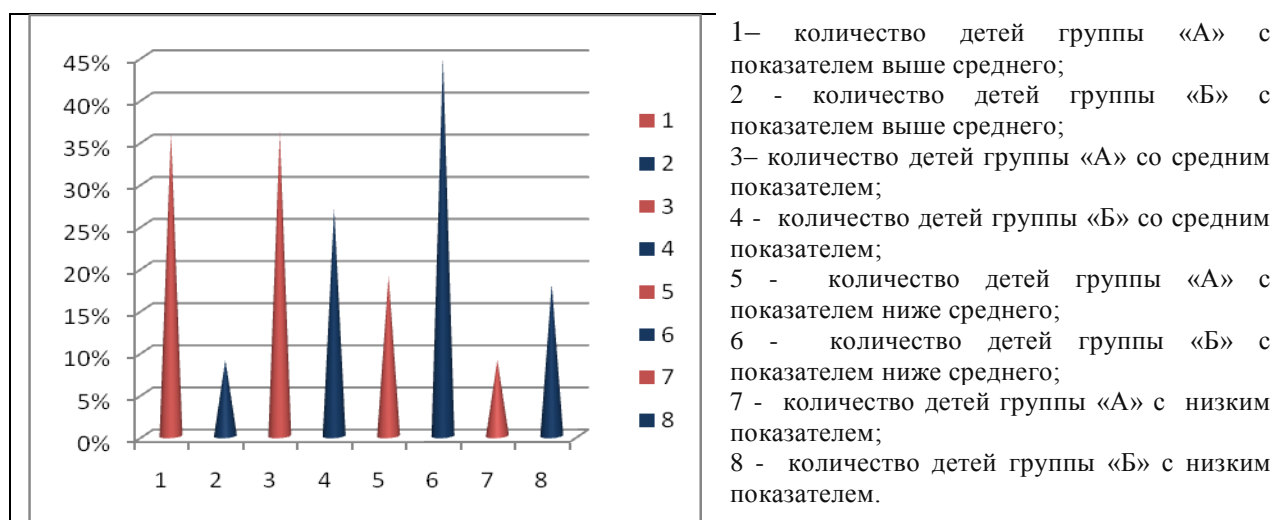 45%
40%
35%
30%
25%
20%
15%
10%
5%
0%
1 2 3 4 5 6 7 8
1
2
3
4
5
6
7
8
1– количество детей группы «А» с
показателем выше среднего;
2 - количество детей группы «Б» с
показателем выше среднего;
3– количество детей группы «А» со средним
показателем;
4 - количество детей группы «Б» со средним
показателем;
5 - количество детей группы «А» с
показателем ниже среднего;
6 - количество детей группы «Б» с
показателем ниже среднего;
7 - количество детей группы «А» с низким
показателем;
8 - количество детей группы «Б» с низким
показателем.